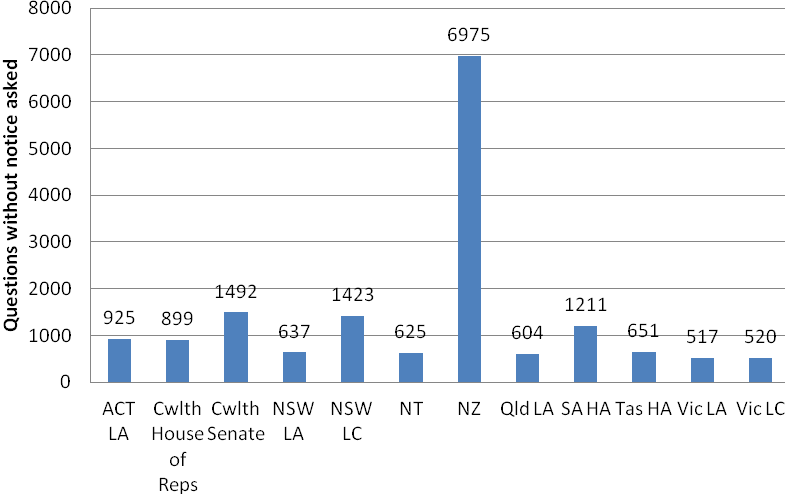 Questions without notice asked
8000
7000
6000
5000
4000
3000
2000
1000
0
925
899
1492
637
1423
625
6975
604
1211
651
517
520
ACT
LA
Cwlth
House
of
Reps
Cwlth
Senate
NSW
LA
NSW
LC
NT
NZ
Qld LA
SA HA
Tas HA
Vic LA
Vic LC